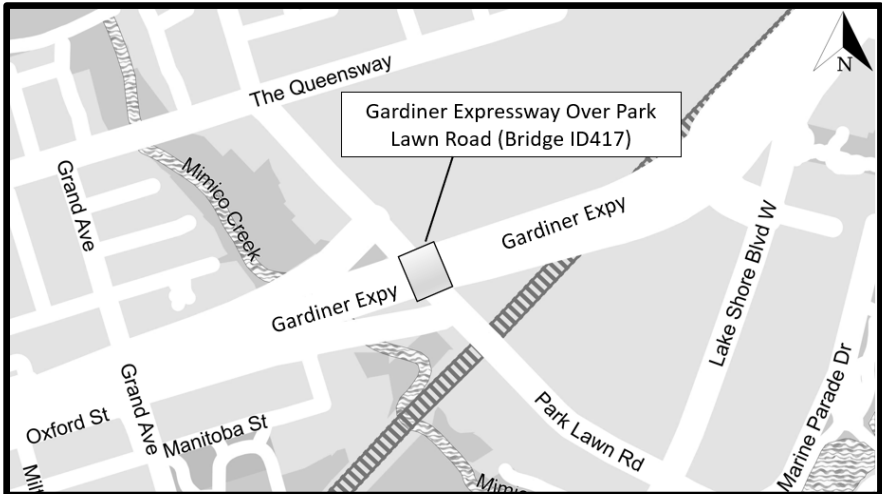 The Queensway
Gardiner Expressway Over Park
Lawn Road (Bridge ID417)
N
Mimico Creek
Grand Ave
Gardiner Expy
Gardiner Expy
Lake Shore Blvd W
Grand Ave
Oxford St
Manitoba St
Park Lawn Rd
Marine Parade Dr